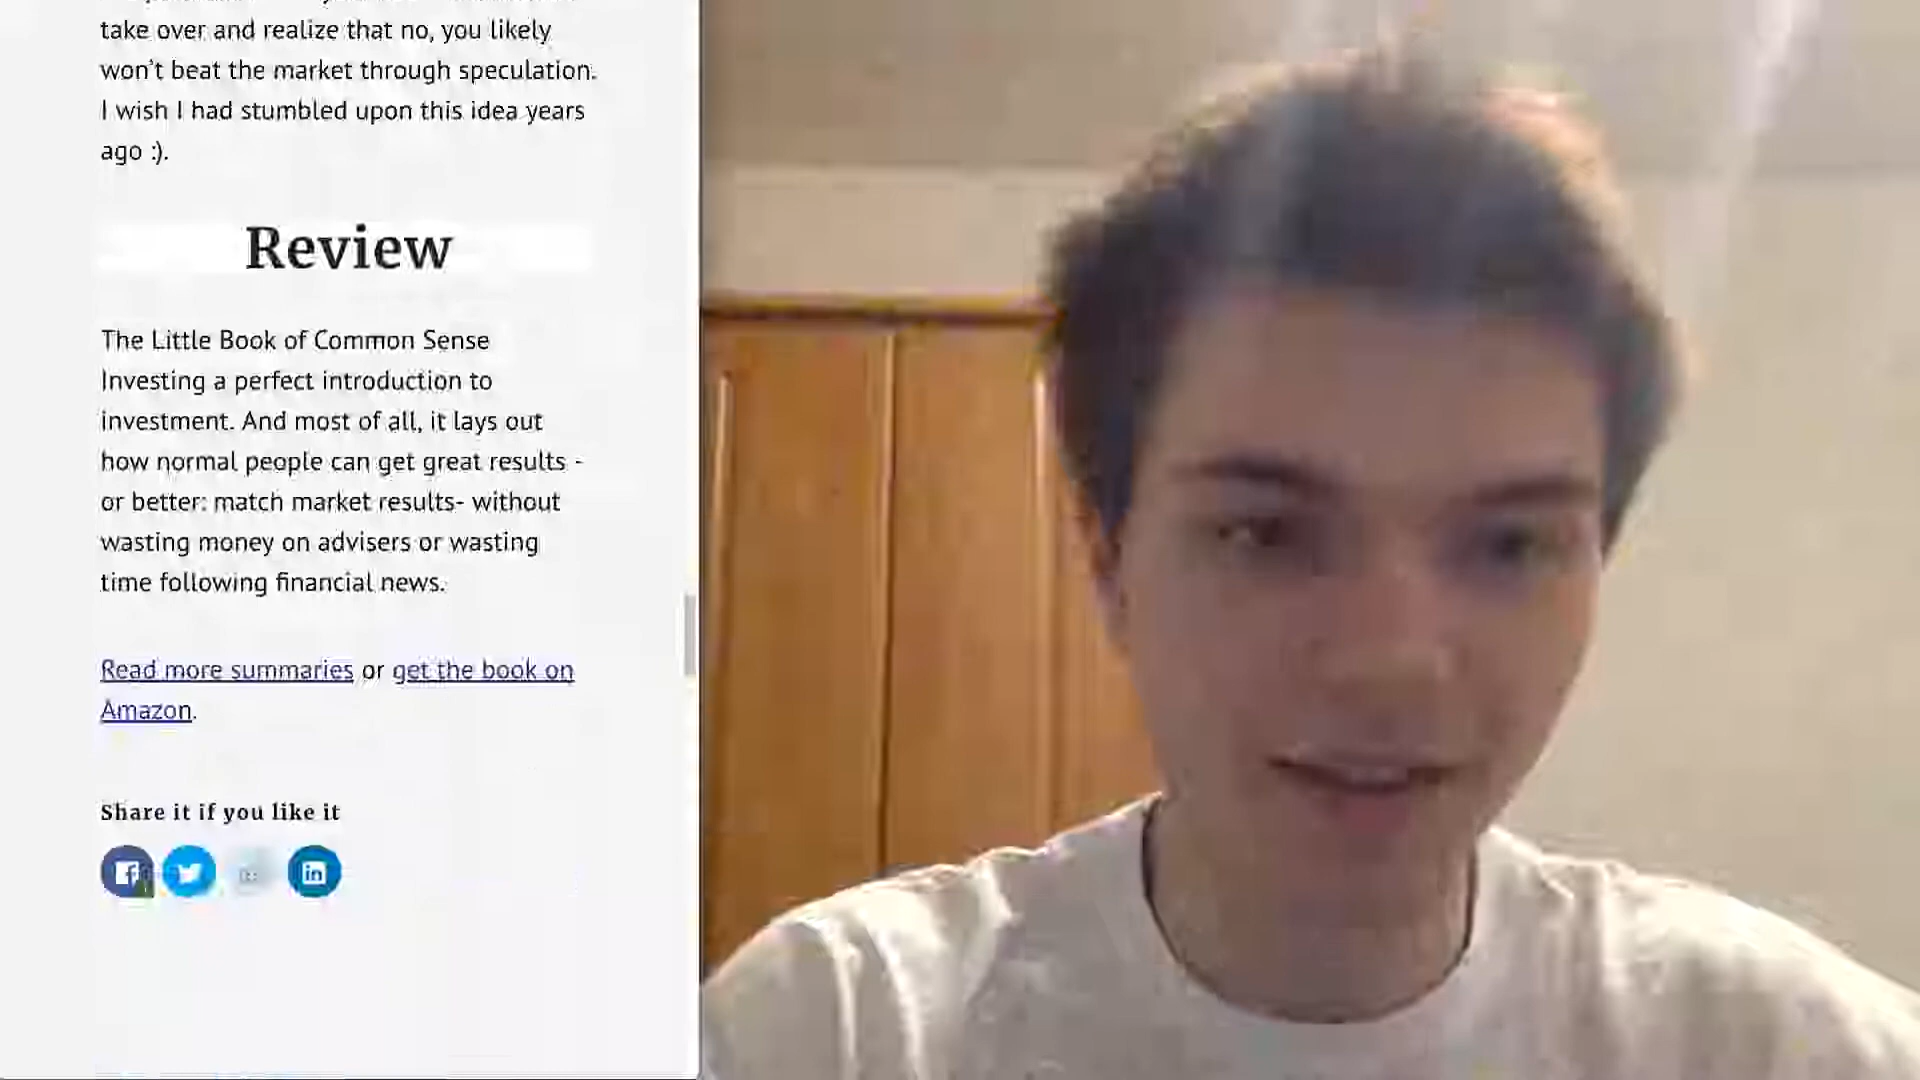 take over and realize that no, you likely
won't beat the market through speculation.
I wish I had stumbled upon this idea years
ago :).
Review
The Little Book of Common Sense
Investing a perfect introduction to
investment. And most of all, it lays out
how normal people can get great results -
or better: match market results- without
wasting money on advisers or wasting
time following financial news.
Read more summaries or get the book on
Amazon.
Share it if you like it
in